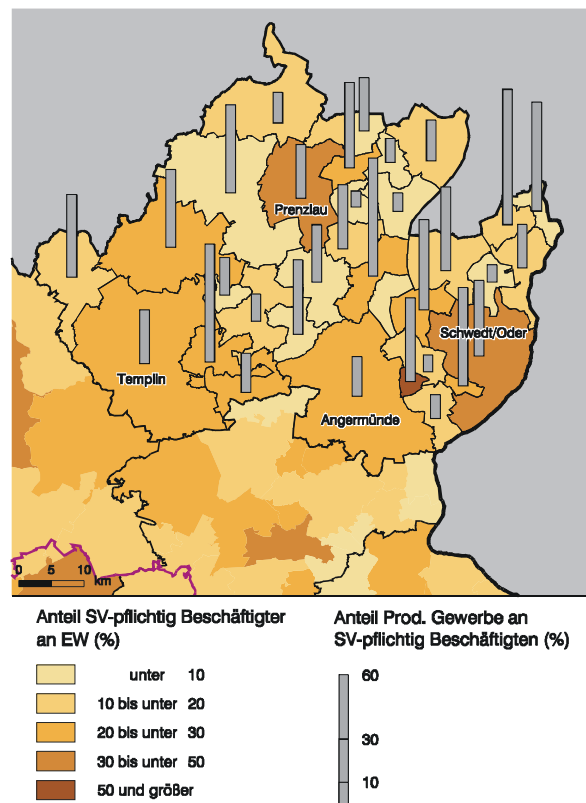 Prenzlau
Schwedt/Oder
Templin
Angermünde
0 5 10
km
Anteil SV-pflichtig Beschäftigter
an EW (%)
unter 10
10 bis unter 20
20 bis unter 30
30 bis unter 50
50 und größer
Anteil Prod. Gewerbe an
SV-pflichtig Beschäftigten (%)
60
30
10